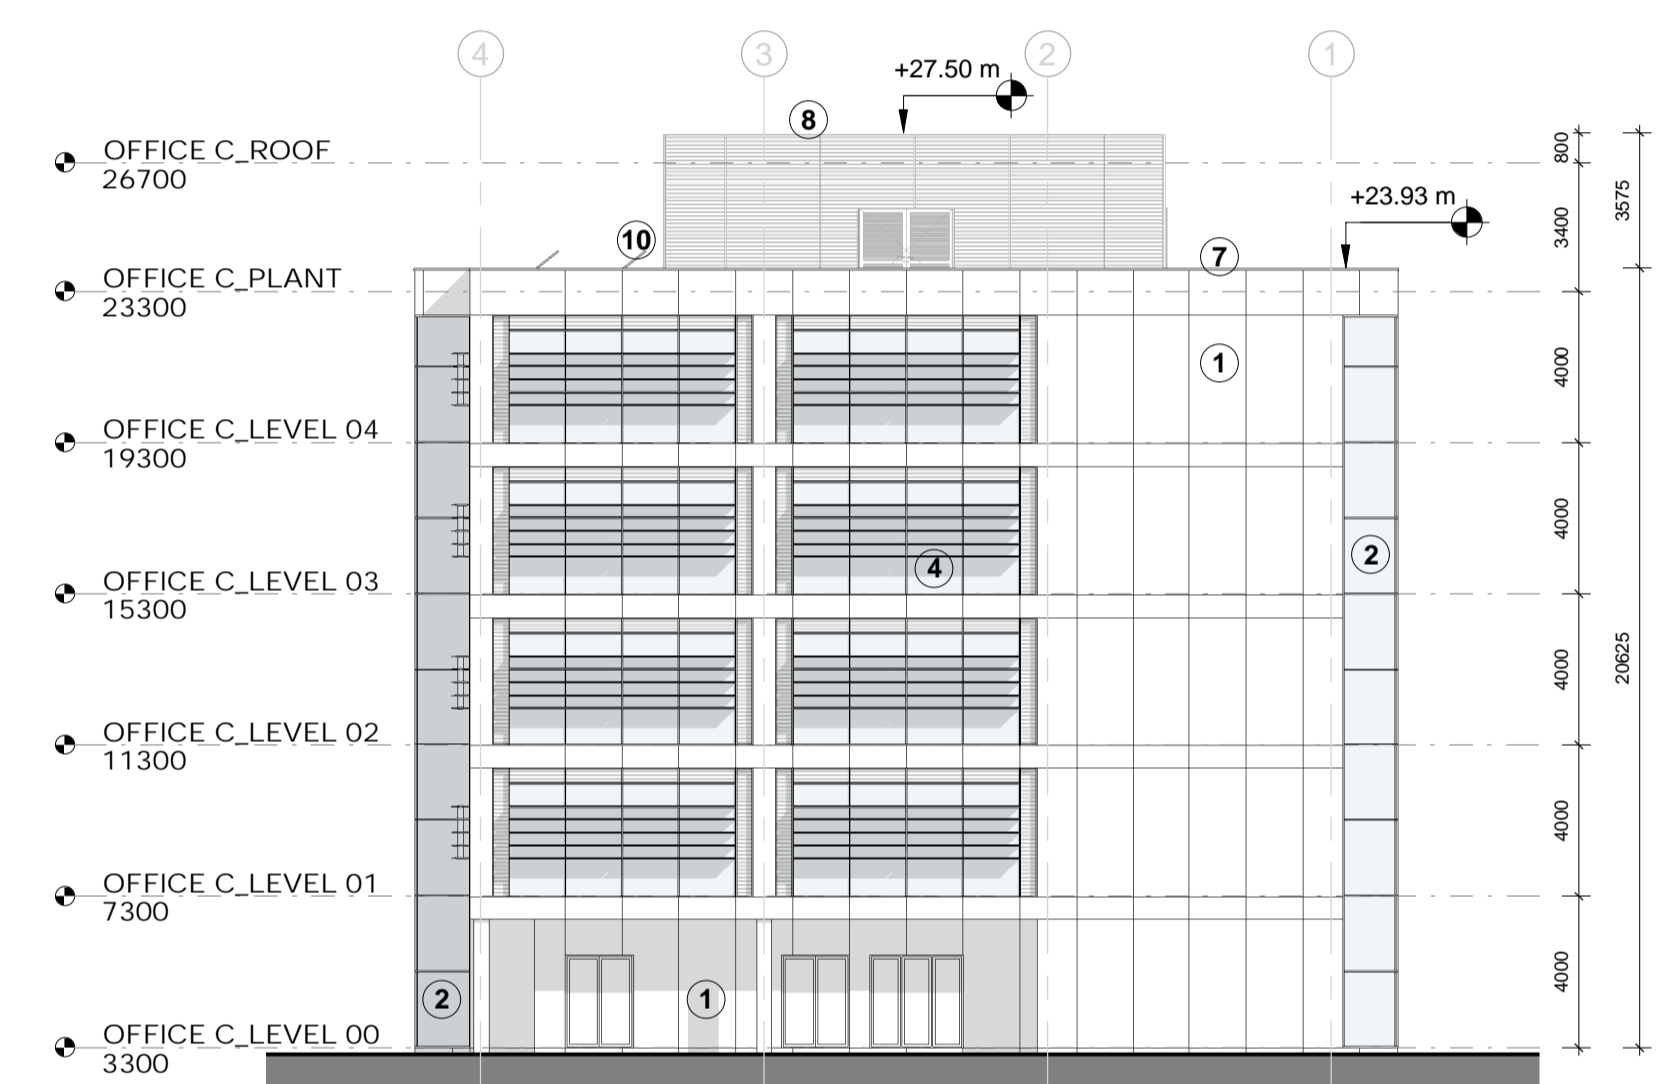 4 3 2 1
+27.50 m
8
OFFICE C_ROOF
26700
800
+23.93 m
3575
3400
10
7
OFFICE C_PLANT
23300
1
4000
OFFICE C_LEVEL 04
19300
4000
2
4
OFFICE C_LEVEL 03
15300
20625
4000
OFFICE C_LEVEL 02
11300
4000
OFFICE C_LEVEL 01
7300
4000
2
1
OFFICE C_LEVEL 00
3300